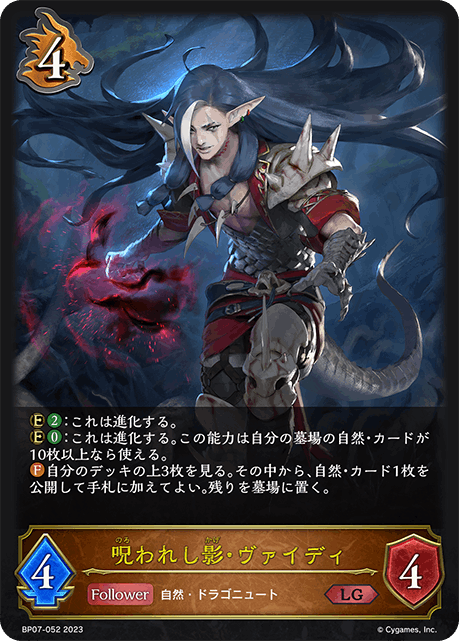 4
E 2:これは進化する。
E 0:これは進化する。この能力は自分の墓場の自然・カードが
10枚以上なら使える。
F 自分のデッキの上3枚を見る。その中から、自然・カード1枚を
公開して手札に加えてよい。残りを墓場に置く。
のろ かげ
呪われし影・ヴァイディ
4 Follower 自然・ドラゴニュート LG 4
BP07-052 2023 © Cygames, Inc.